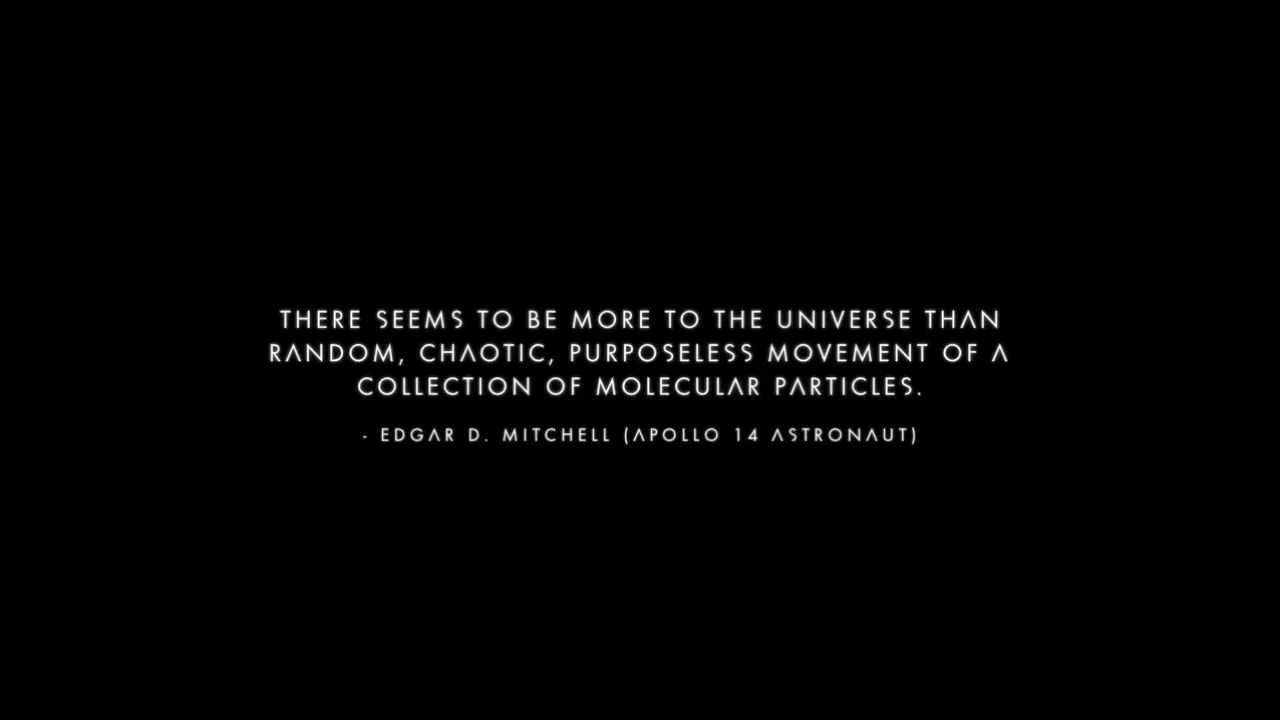 THERE SEEMS TO BE MORE TO THE UNIVERSE THAN
RANDOM, CHAOTIC, PURPOSELESS MOVEMENT OF A
COLLECTION OF MOLECULAR PARTICLES.
- EDGAR D. MITCHELL (APOLLO 14 ASTRONAUT)